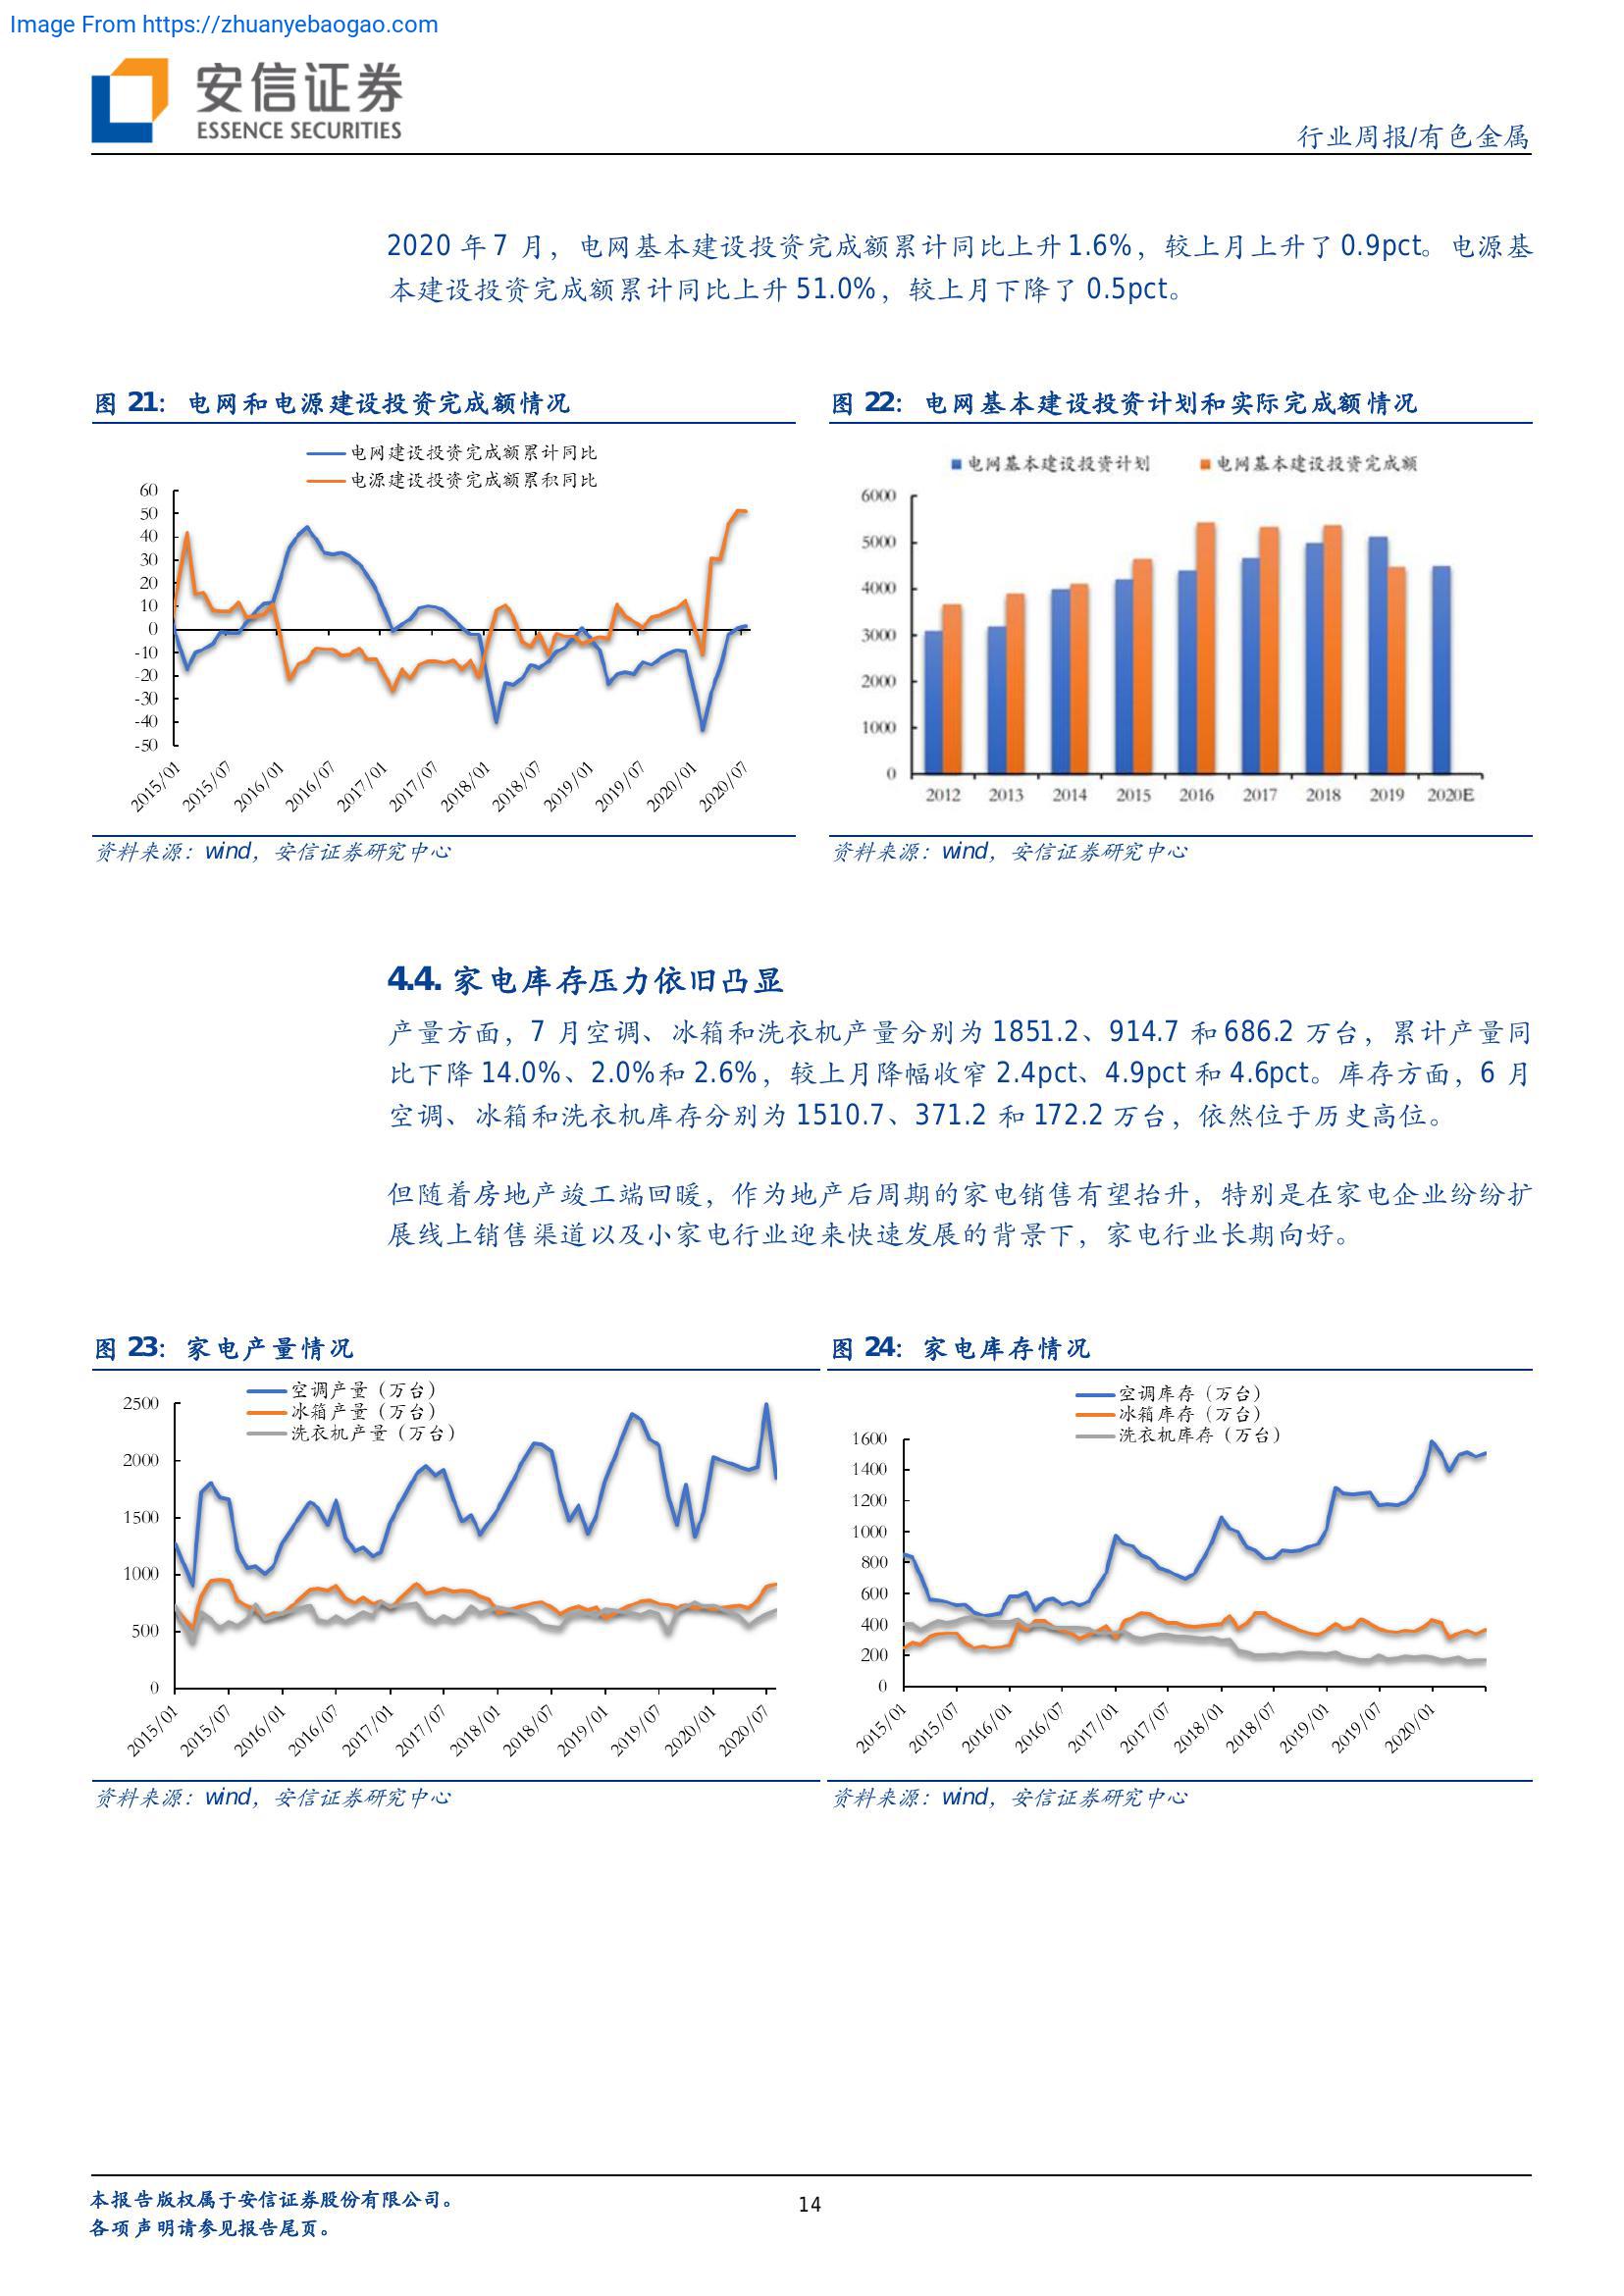 Image From https://zhuanyebaogao.com
安信证券
ESSENCE SECURITIES
行业周报/有色金属
2020 年 7 月，电网基本建设投资完成额累计同比上升 1.6%，较上月上升了 0.9pct。电源基
本建设投资完成额累计同比上升 51.0%，较上月下降了 0.5pct。
图 21：电网和电源建设投资完成额情况
电网建设投资完成额累计同比
电源建设投资完成额累积同比
60
50
40
30
20
10
0
-10
-20
-30
-40
-50
2015/01 2015/07 2016/01 2016/07 2017/01 2017/07 2018/01 2018/07 2019/01 2019/07 2020/01 2020/07
资料来源：wind，安信证券研究中心
图 22：电网基本建设投资计划和实际完成额情况
电网基本建设投资计划 电网基本建设投资完成额
6000
5000
4000
3000
2000
1000
0
2012 2013 2014 2015 2016 2017 2018 2019 2020E
资料来源：wind，安信证券研究中心
4.4. 家电库存压力依旧凸显
产量方面，7 月空调、冰箱和洗衣机产量分别为 1851.2、914.7 和 686.2 万台，累计产量同
比下降 14.0%、2.0%和 2.6%，较上月降幅收窄 2.4pct、4.9pct 和 4.6pct。库存方面，6 月
空调、冰箱和洗衣机库存分别为 1510.7、371.2 和 172.2 万台，依然位于历史高位。
但随着房地产竣工端回暖，作为地产后周期的家电销售有望抬升，特别是在家电企业纷纷扩
展线上销售渠道以及小家电行业迎来快速发展的背景下，家电行业长期向好。
图 23：家电产量情况
空调产量（万台）
冰箱产量（万台）
洗衣机产量（万台）
2500
2000
1500
1000
500
0
2015/01 2015/07 2016/01 2016/07 2017/01 2017/07 2018/01 2018/07 2019/01 2019/07 2020/01 2020/07
资料来源：wind，安信证券研究中心
图 24：家电库存情况
空调库存（万台）
冰箱库存（万台）
洗衣机库存（万台）
1600
1400
1200
1000
800
600
400
200
0
2015/01 2015/07 2016/01 2016/07 2017/01 2017/07 2018/01 2018/07 2019/01 2019/07 2020/01
资料来源：wind，安信证券研究中心
本报告版权属于安信证券股份有限公司。
各项声明请参见报告尾页。
14